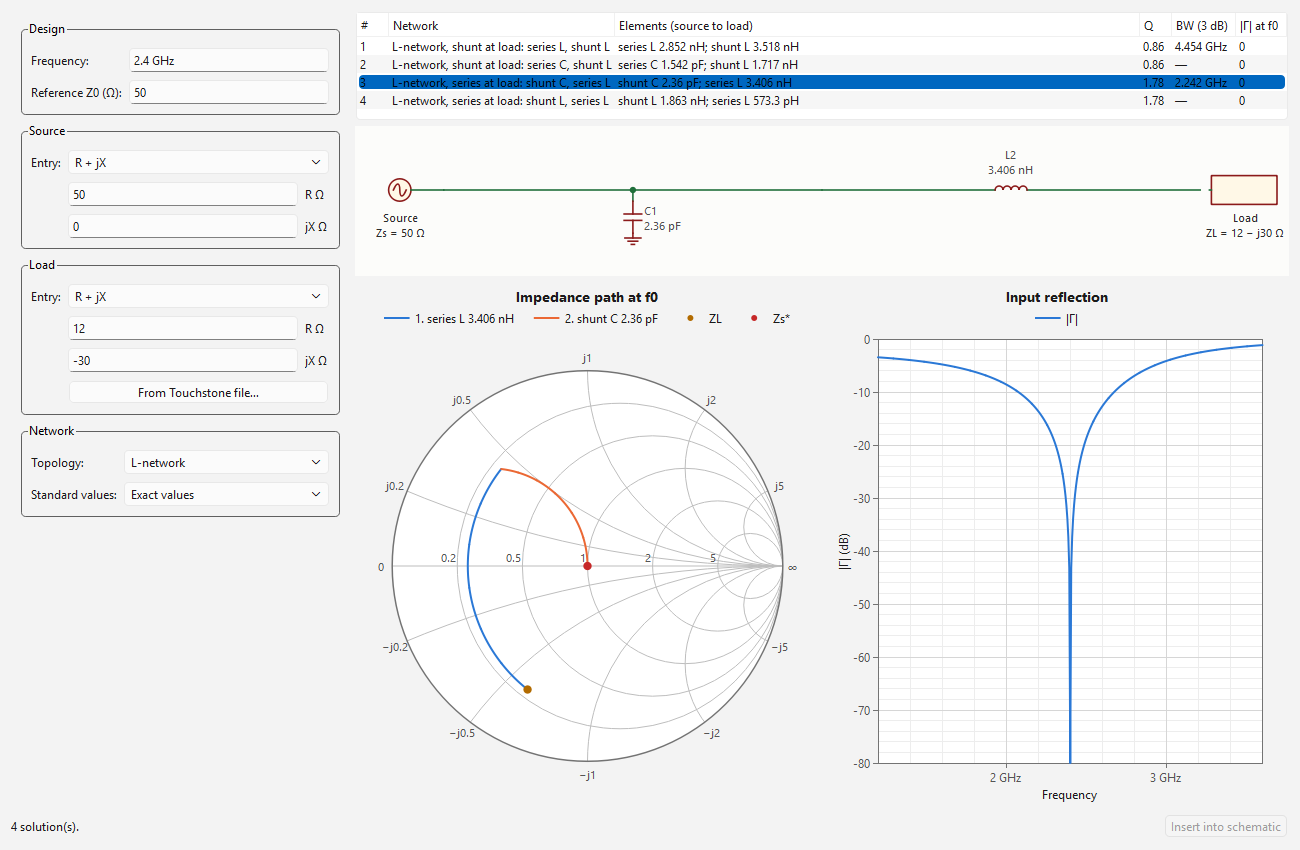 Design
Frequency: 2.4 GHz
Reference Z0 (Ω): 50
Source
Entry: R + jX
50 R Ω
0 jX Ω
Load
Entry: R + jX
12 R Ω
-30 jX Ω
From Touchstone file...
Network
Topology: L-network
Standard values: Exact values
# Network Elements (source to load) Q BW (3 dB) |Γ| at f0
1 L-network, shunt at load: series L, shunt L series L 2.852 nH; shunt L 3.518 nH 0.86 4.454 GHz 0
2 L-network, shunt at load: series C, shunt L series C 1.542 pF; shunt L 1.717 nH 0.86 — 0
3 L-network, series at load: shunt C, series L shunt C 2.36 pF; series L 3.406 nH 1.78 2.242 GHz 0
4 L-network, series at load: shunt L, series L shunt L 1.863 nH; series L 573.3 pH 1.78 — 0
L2
3.406 nH
C1
2.36 pF
Source
Zs = 50 Ω
Load
ZL = 12 − j30 Ω
Impedance path at f0
1. series L 3.406 nH 2. shunt C 2.36 pF ZL Zs*
j1
j0.5 j2
j0.2 j5
0 0.2 0.5 1 2 5 ∞
−j0.2 −j5
−j0.5 −j2
−j1
Input reflection
|Γ|
0
-10
-20
-30
-40
-50
-60
-70
-80
|Γ| (dB)
2 GHz 3 GHz
Frequency
4 solution(s).
Insert into schematic